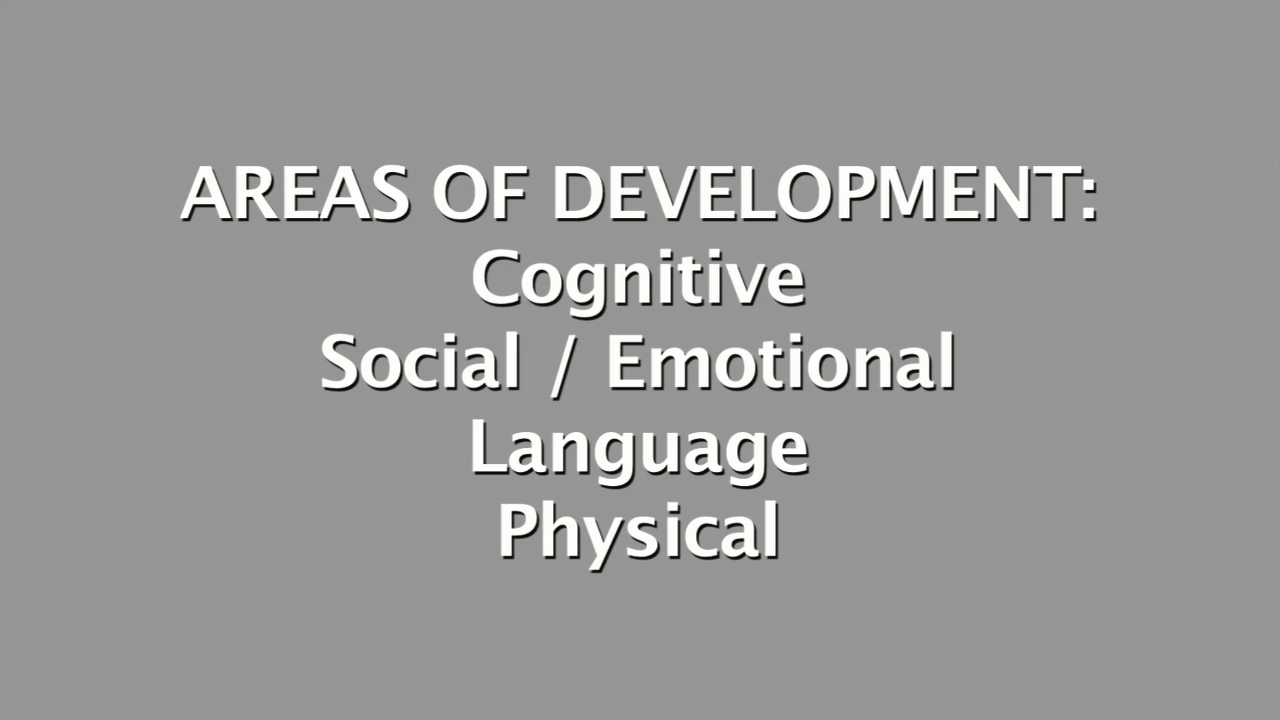 AREAS OF DEVELOPMENT:
Cognitive
Social / Emotional
Language
Physical